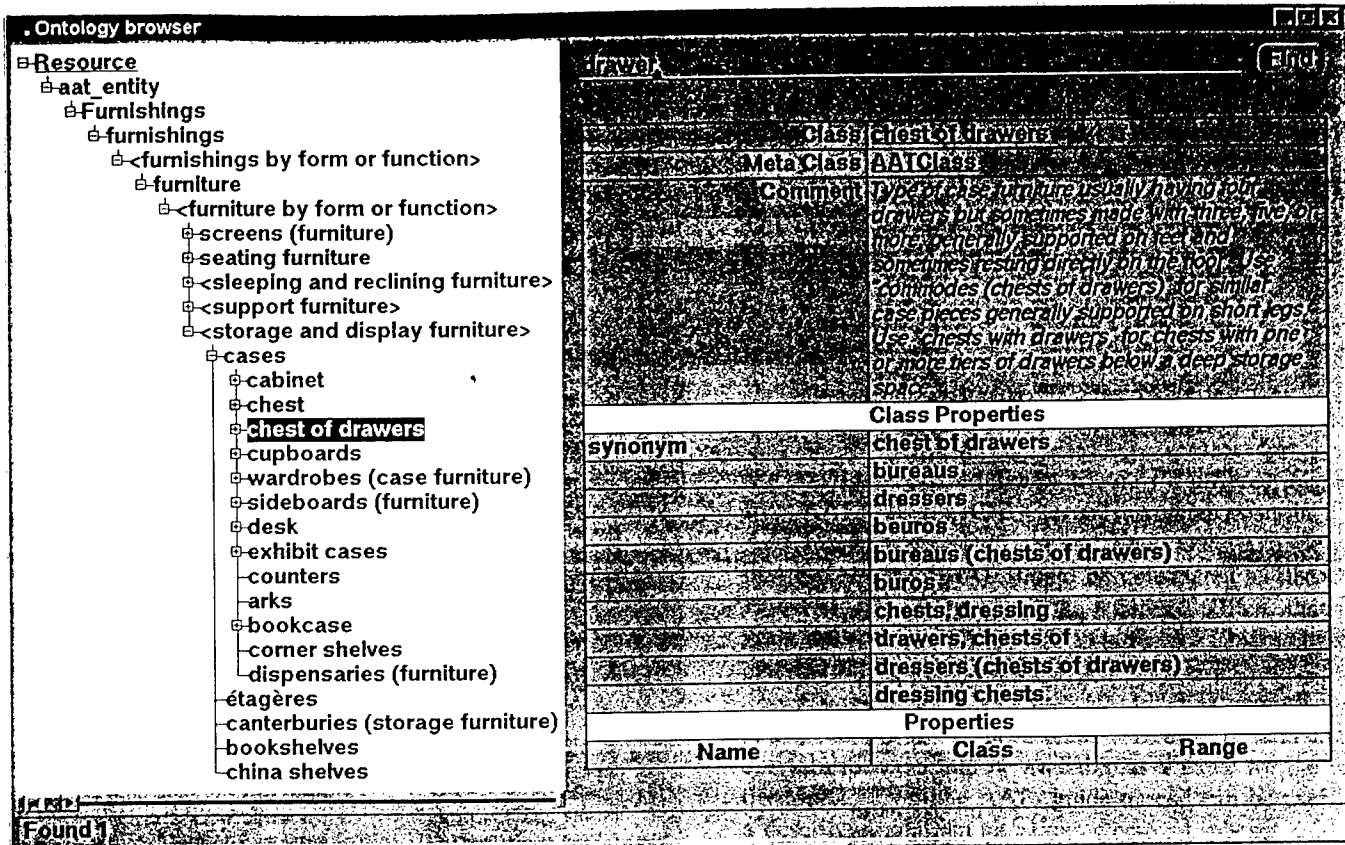 . Ontology browser
Resource
aat_entity
Furnishings
furnishings
<furnishings by form or function>
furniture
<furniture by form or function>
screens (furniture)
seating furniture
<sleeping and reclining furniture>
<support furniture>
<storage and display furniture>
cases
cabinet
chest
chest of drawers
cupboards
wardrobes (case furniture)
sideboards (furniture)
desk
exhibit cases
counters
arks
bookcase
corner shelves
dispensaries (furniture)
étagères
canterburies (storage furniture)
bookshelves
china shelves
drawer
Find
Class chest of drawers
Meta Class AATClass
Comment Type of case furniture usually having four
drawers but sometimes made with three, five, or
more, generally supported on feet and
sometimes resting directly on the floor. Use
"commodes (chests of drawers)" for similar
case pieces generally supported on short legs.
Use "chests with drawers" for chests with one
or more tiers of drawers below a deep storage
space.
Class Properties
synonym chest of drawers
bureaus
dressers
beuros
bureaus (chests of drawers)
buros
chests, dressing
drawers, chests of
dressers (chests of drawers)
dressing chests
Properties
Name Class Range
Found 1